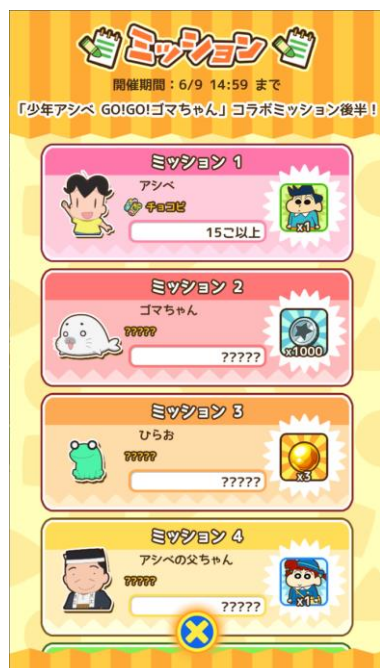 ミッション
開催期間：6/9 14:59 まで
「少年アシベ GO!GO!ゴマちゃん」コラボミッション後半！
ミッション 1
アシベ
チョコビ
15こ以上
x1
ミッション 2
ゴマちゃん
?????
?????
x1000
ミッション 3
ひらお
?????
?????
x3
ミッション 4
アシベの父ちゃん
?????
?????
x1